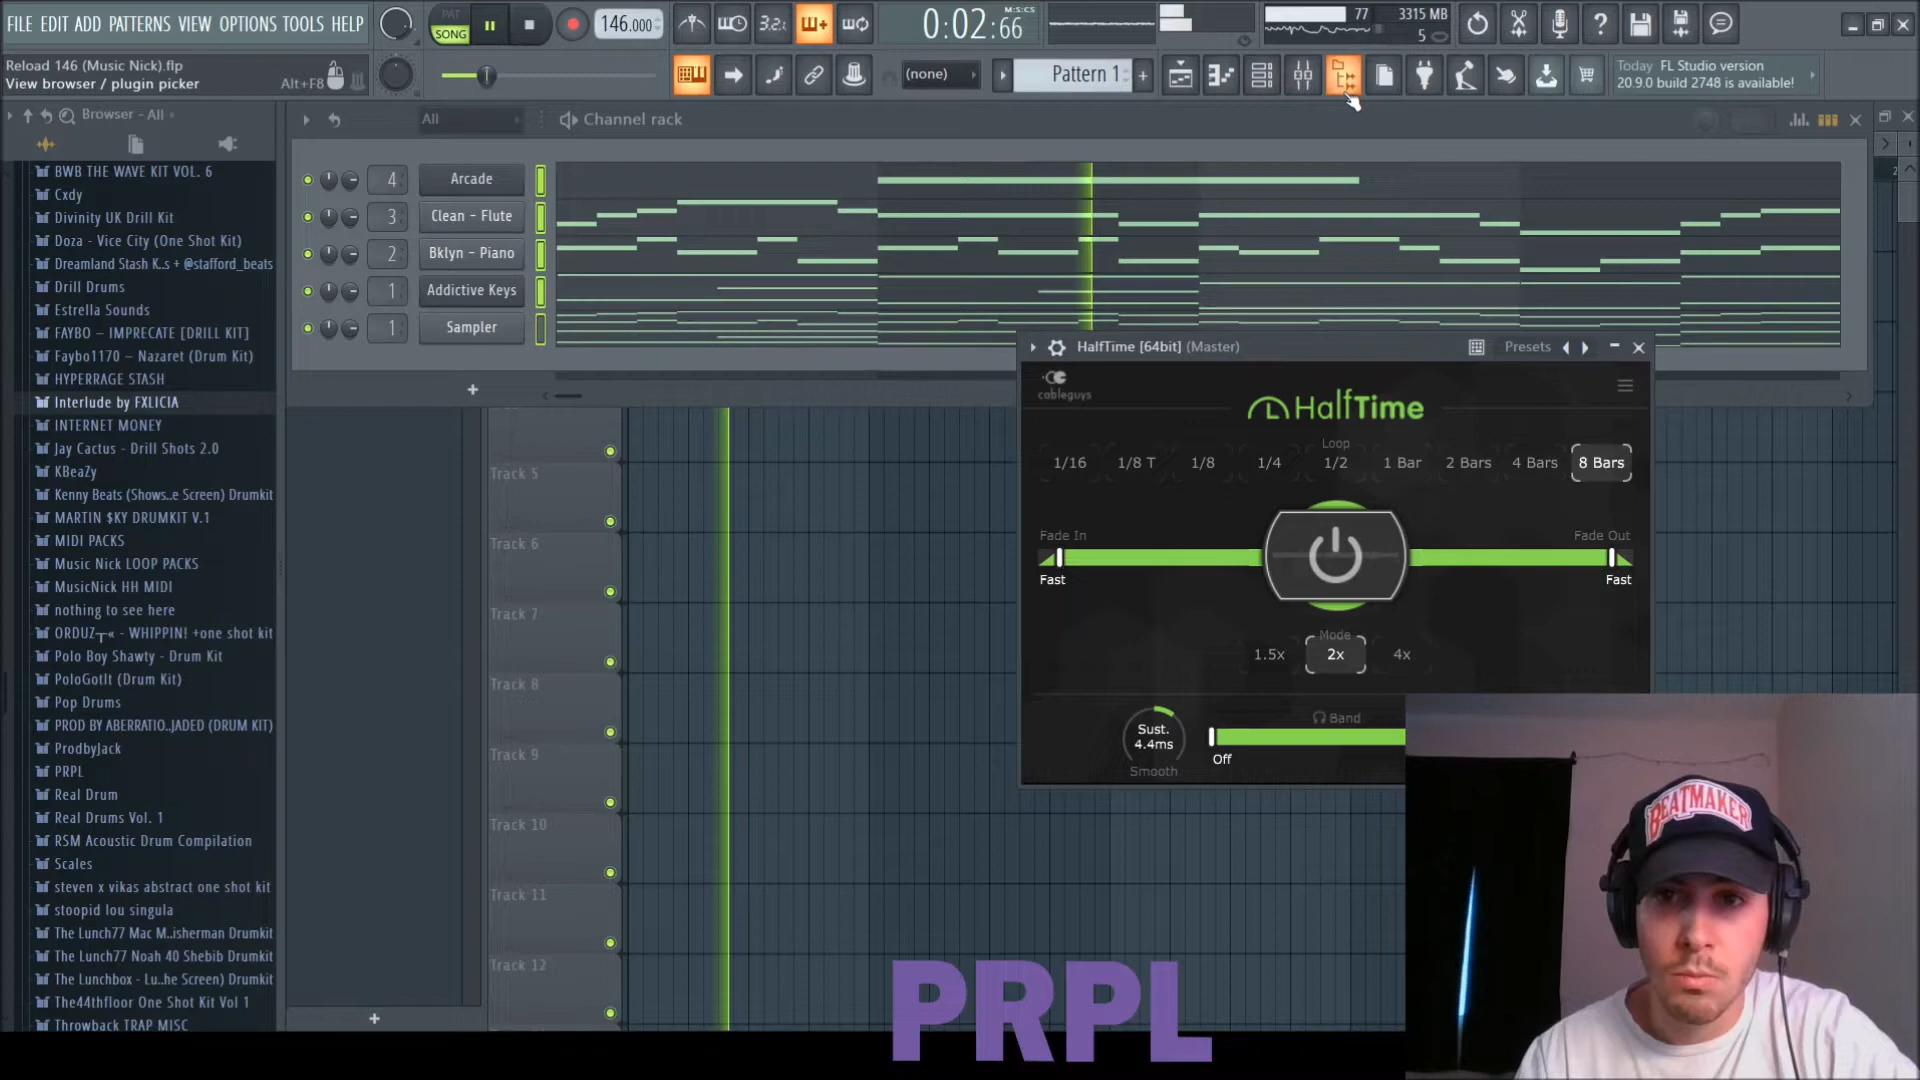 FILE EDIT ADD PATTERNS VIEW OPTIONS TOOLS HELP
PAT
SONG
146.000
3.2.
0:02:66
M:S:CS
77
3315 MB
5
Reload 146 (Music Nick).flp
View browser / plugin picker
Alt+F8
(none)
Pattern 1
+
Today FL Studio version
20.9.0 build 2748 is available!
Browser - All
All
Channel rack
BWB THE WAVE KIT VOL. 6
Cxdy
Divinity UK Drill Kit
Doza - Vice City (One Shot Kit)
Dreamland Stash K..s + @stafford_beats
Drill Drums
Estrella Sounds
FAYBO – IMPRECATE [DRILL KIT]
Faybo1170 – Nazaret (Drum Kit)
HYPERRAGE STASH
Interlude by FXLICIA
INTERNET MONEY
Jay Cactus - Drill Shots 2.0
KBeaZy
Kenny Beats (Shows..e Screen) Drumkit
MARTIN $KY DRUMKIT V.1
MIDI PACKS
Music Nick LOOP PACKS
MusicNick HH MIDI
nothing to see here
ORDUZ┬« - WHIPPIN! +one shot kit
Polo Boy Shawty - Drum Kit
PoloGotIt (Drum Kit)
Pop Drums
PROD BY ABERRATIO..JADED (DRUM KIT)
ProdbyJack
PRPL
Real Drum
Real Drums Vol. 1
RSM Acoustic Drum Compilation
Scales
steven x vikas abstract one shot kit
stoopid lou singula
The Lunch77 Mac M..isherman Drumkit
The Lunch77 Noah 40 Shebib Drumkit
The Lunchbox - Lu..he Screen) Drumkit
The44thfloor One Shot Kit Vol 1
Throwback TRAP MISC
4 Arcade
3 Clean - Flute
2 Bklyn - Piano
1 Addictive Keys
1 Sampler
+
Track 5
Track 6
Track 7
Track 8
Track 9
Track 10
Track 11
Track 12
+
HalfTime [64bit] (Master)
Presets
cableguys
HalfTime
Loop
1/16 1/8 T 1/8 1/4 1/2 1 Bar 2 Bars 4 Bars 8 Bars
Fade In
Fade Out
Fast
Fast
Mode
1.5x 2x 4x
Sust.
4.4ms
Smooth
Band
Off
BEATMAKER
PRPL